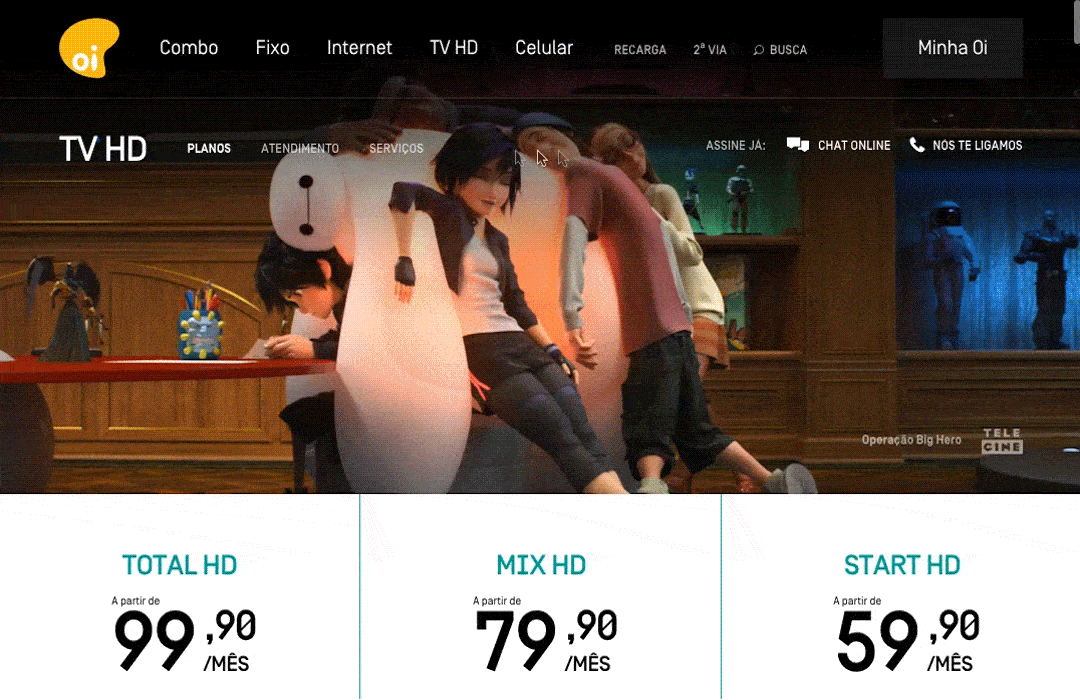 oi Combo Fixo Internet TV HD Celular RECARGA 2ª VIA BUSCA Minha Oi
TV HD PLANOS ATENDIMENTO SERVIÇOS ASSINE JÁ: CHAT ONLINE NÓS TE LIGAMOS
Operação Big Hero TELE
CINE
TOTAL HD
A partir de
99,90
/MÊS
MIX HD
A partir de
79,90
/MÊS
START HD
A partir de
59,90
/MÊS